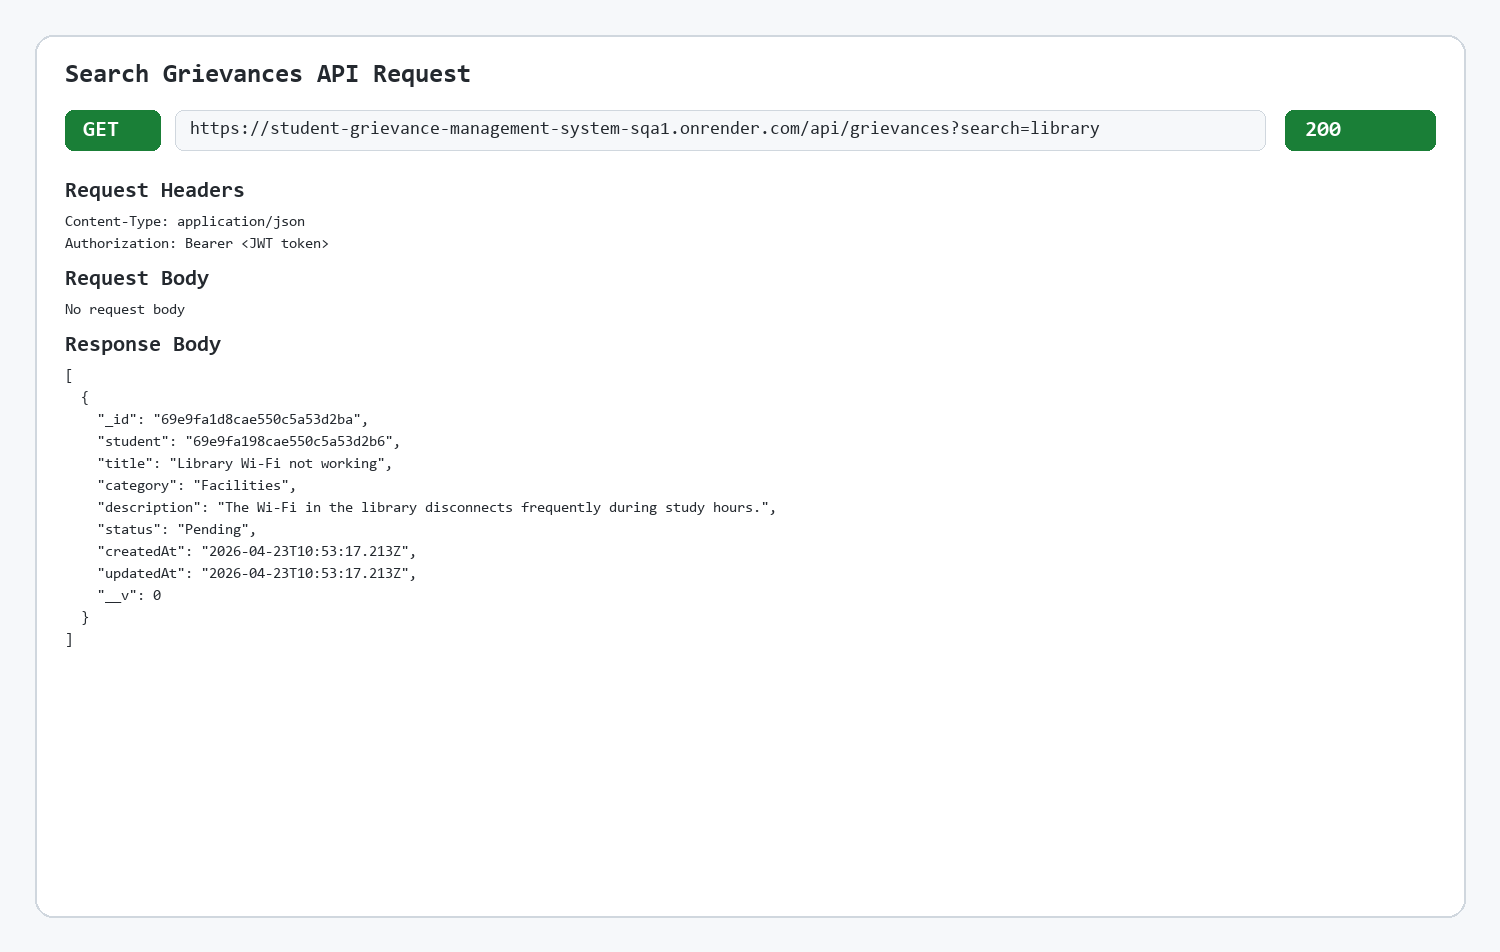 Search Grievances API Request
GET https://student-grievance-management-system-sqa1.onrender.com/api/grievances?search=library 200
Request Headers
Content-Type: application/json
Authorization: Bearer <JWT token>
Request Body
No request body
Response Body
[
  {
    "_id": "69e9fa1d8cae550c5a53d2ba",
    "student": "69e9fa198cae550c5a53d2b6",
    "title": "Library Wi-Fi not working",
    "category": "Facilities",
    "description": "The Wi-Fi in the library disconnects frequently during study hours.",
    "status": "Pending",
    "createdAt": "2026-04-23T10:53:17.213Z",
    "updatedAt": "2026-04-23T10:53:17.213Z",
    "__v": 0
  }
]